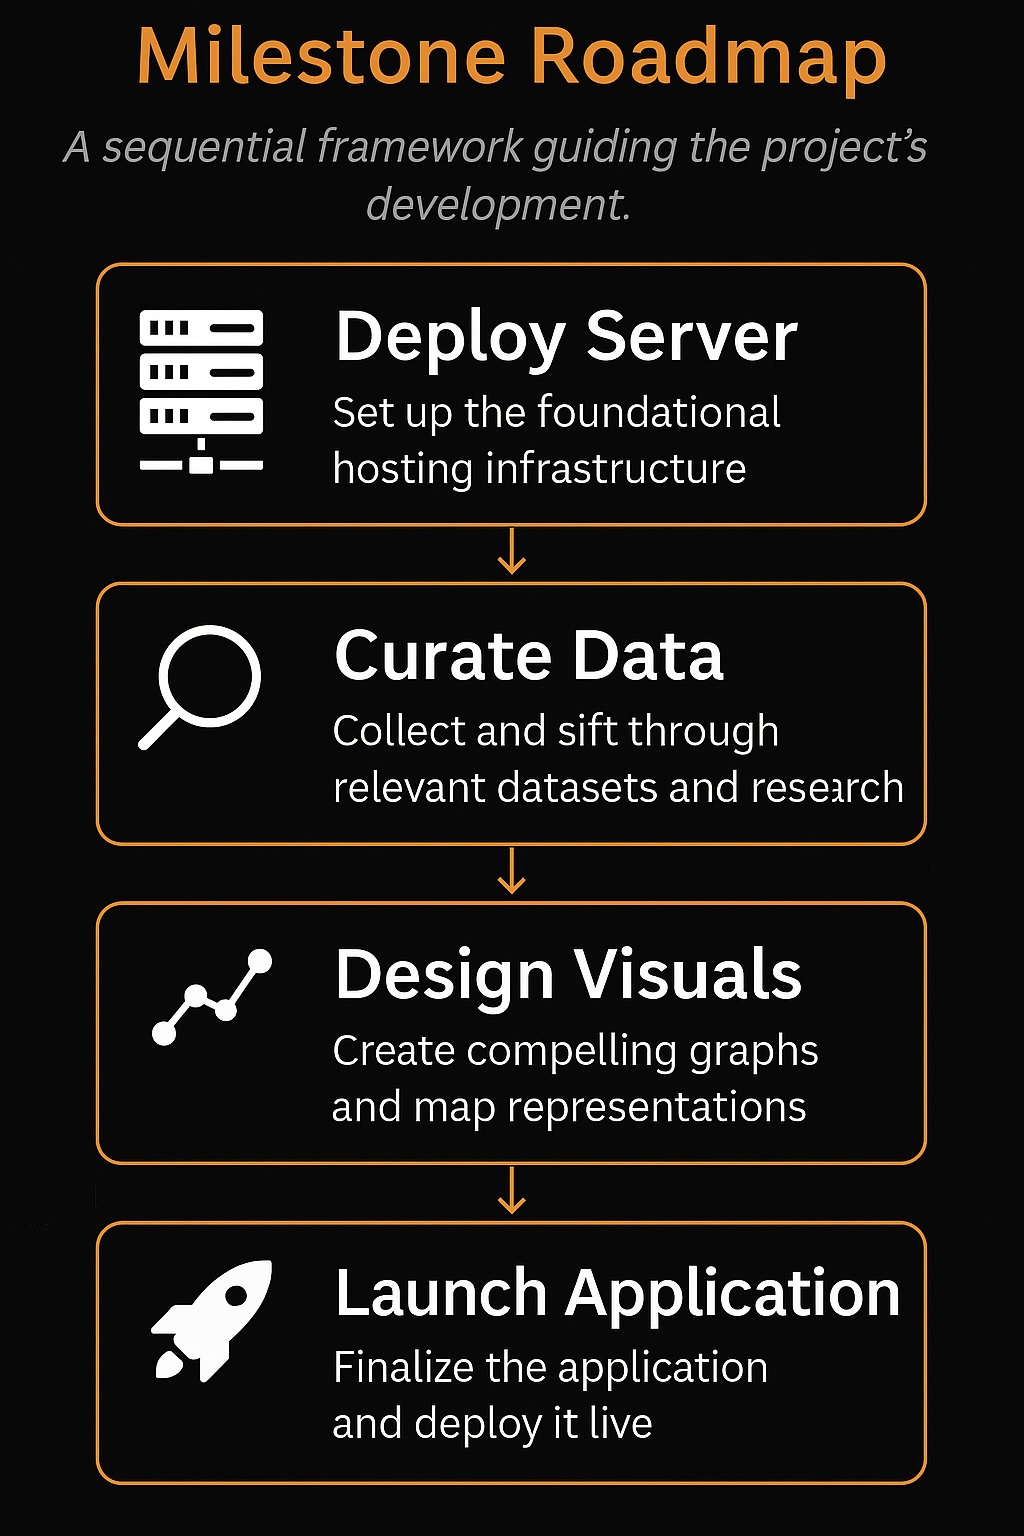 Milestone Roadmap
A sequential framework guiding the project’s
development.
Deploy Server
Set up the foundational
hosting infrastructure
Curate Data
Collect and sift through
relevant datasets and research
Design Visuals
Create compelling graphs
and map representations
Launch Application
Finalize the application
and deploy it live